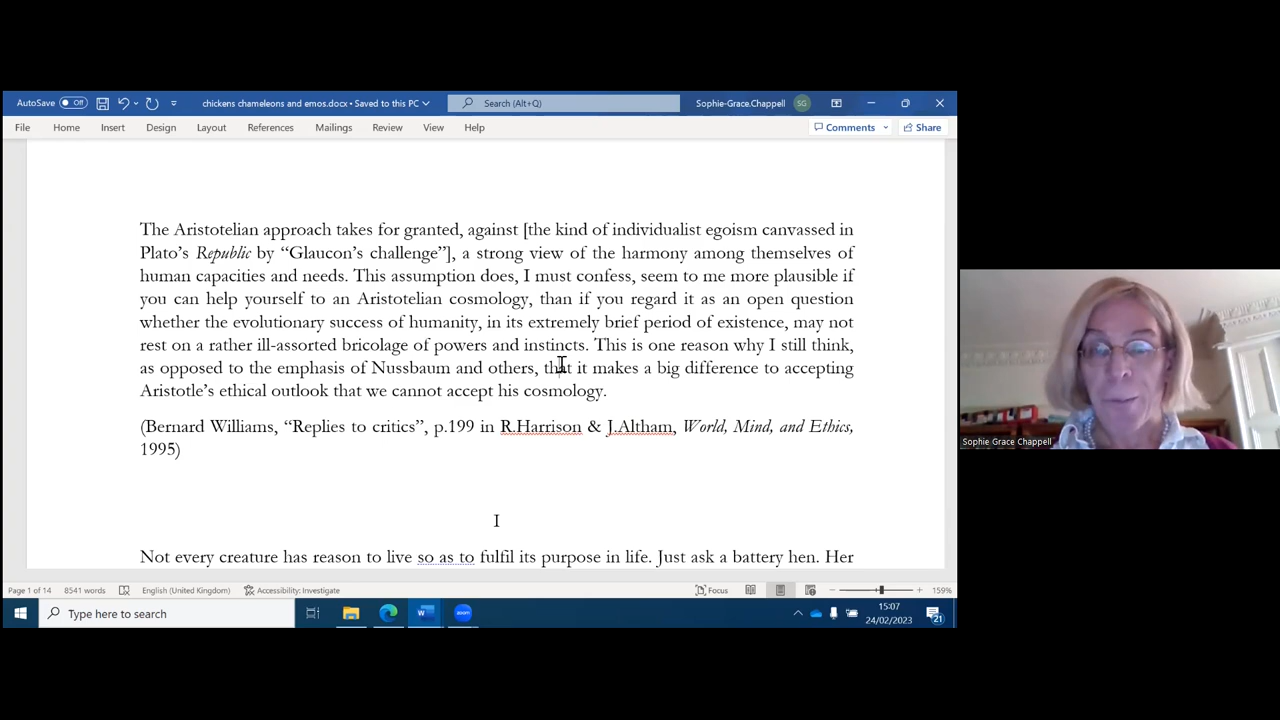 AutoSave Off chickens chameleons and emos.docx • Saved to this PC Search (Alt+Q) Sophie-Grace.Chappell SG
File Home Insert Design Layout References Mailings Review View Help Comments Share
The Aristotelian approach takes for granted, against [the kind of individualist egoism canvassed in
Plato’s Republic by “Glaucon’s challenge”], a strong view of the harmony among themselves of
human capacities and needs. This assumption does, I must confess, seem to me more plausible if
you can help yourself to an Aristotelian cosmology, than if you regard it as an open question
whether the evolutionary success of humanity, in its extremely brief period of existence, may not
rest on a rather ill-assorted bricolage of powers and instincts. This is one reason why I still think,
as opposed to the emphasis of Nussbaum and others, that it makes a big difference to accepting
Aristotle’s ethical outlook that we cannot accept his cosmology.
(Bernard Williams, “Replies to critics”, p.199 in R.Harrison & J.Altham, World, Mind, and Ethics,
1995)
I
Not every creature has reason to live so as to fulfil its purpose in life. Just ask a battery hen. Her
Sophie Grace Chappell
Page 1 of 14 8541 words English (United Kingdom) Accessibility: Investigate Focus 159%
Type here to search W zoom 15:07
24/02/2023 21